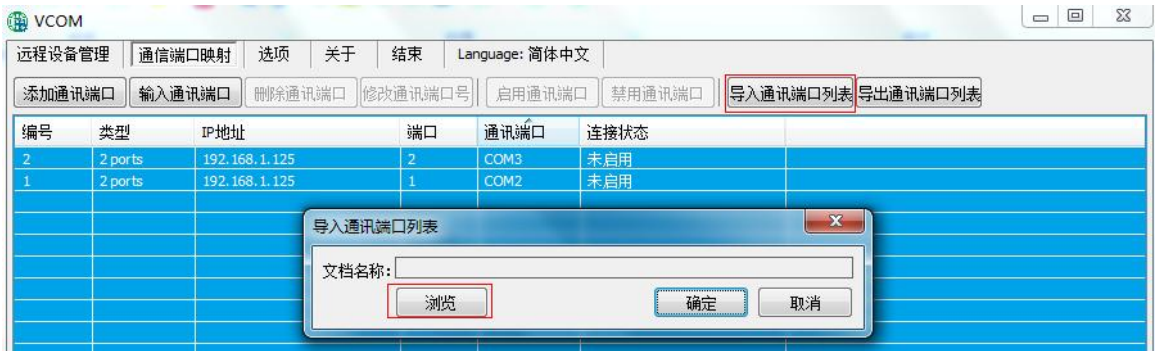 VCOM
远程设备管理 通信端口映射 选项 关于 结束 Language: 简体中文
添加通讯端口 输入通讯端口 删除通讯端口 修改通讯端口号 启用通讯端口 禁用通讯端口 导入通讯端口列表 导出通讯端口列表
编号 类型 IP地址 端口 通讯端口 连接状态
2 2 ports 192.168.1.125 2 COM3 未启用
1 2 ports 192.168.1.125 1 COM2 未启用
导入通讯端口列表
文档名称:
浏览 确定 取消